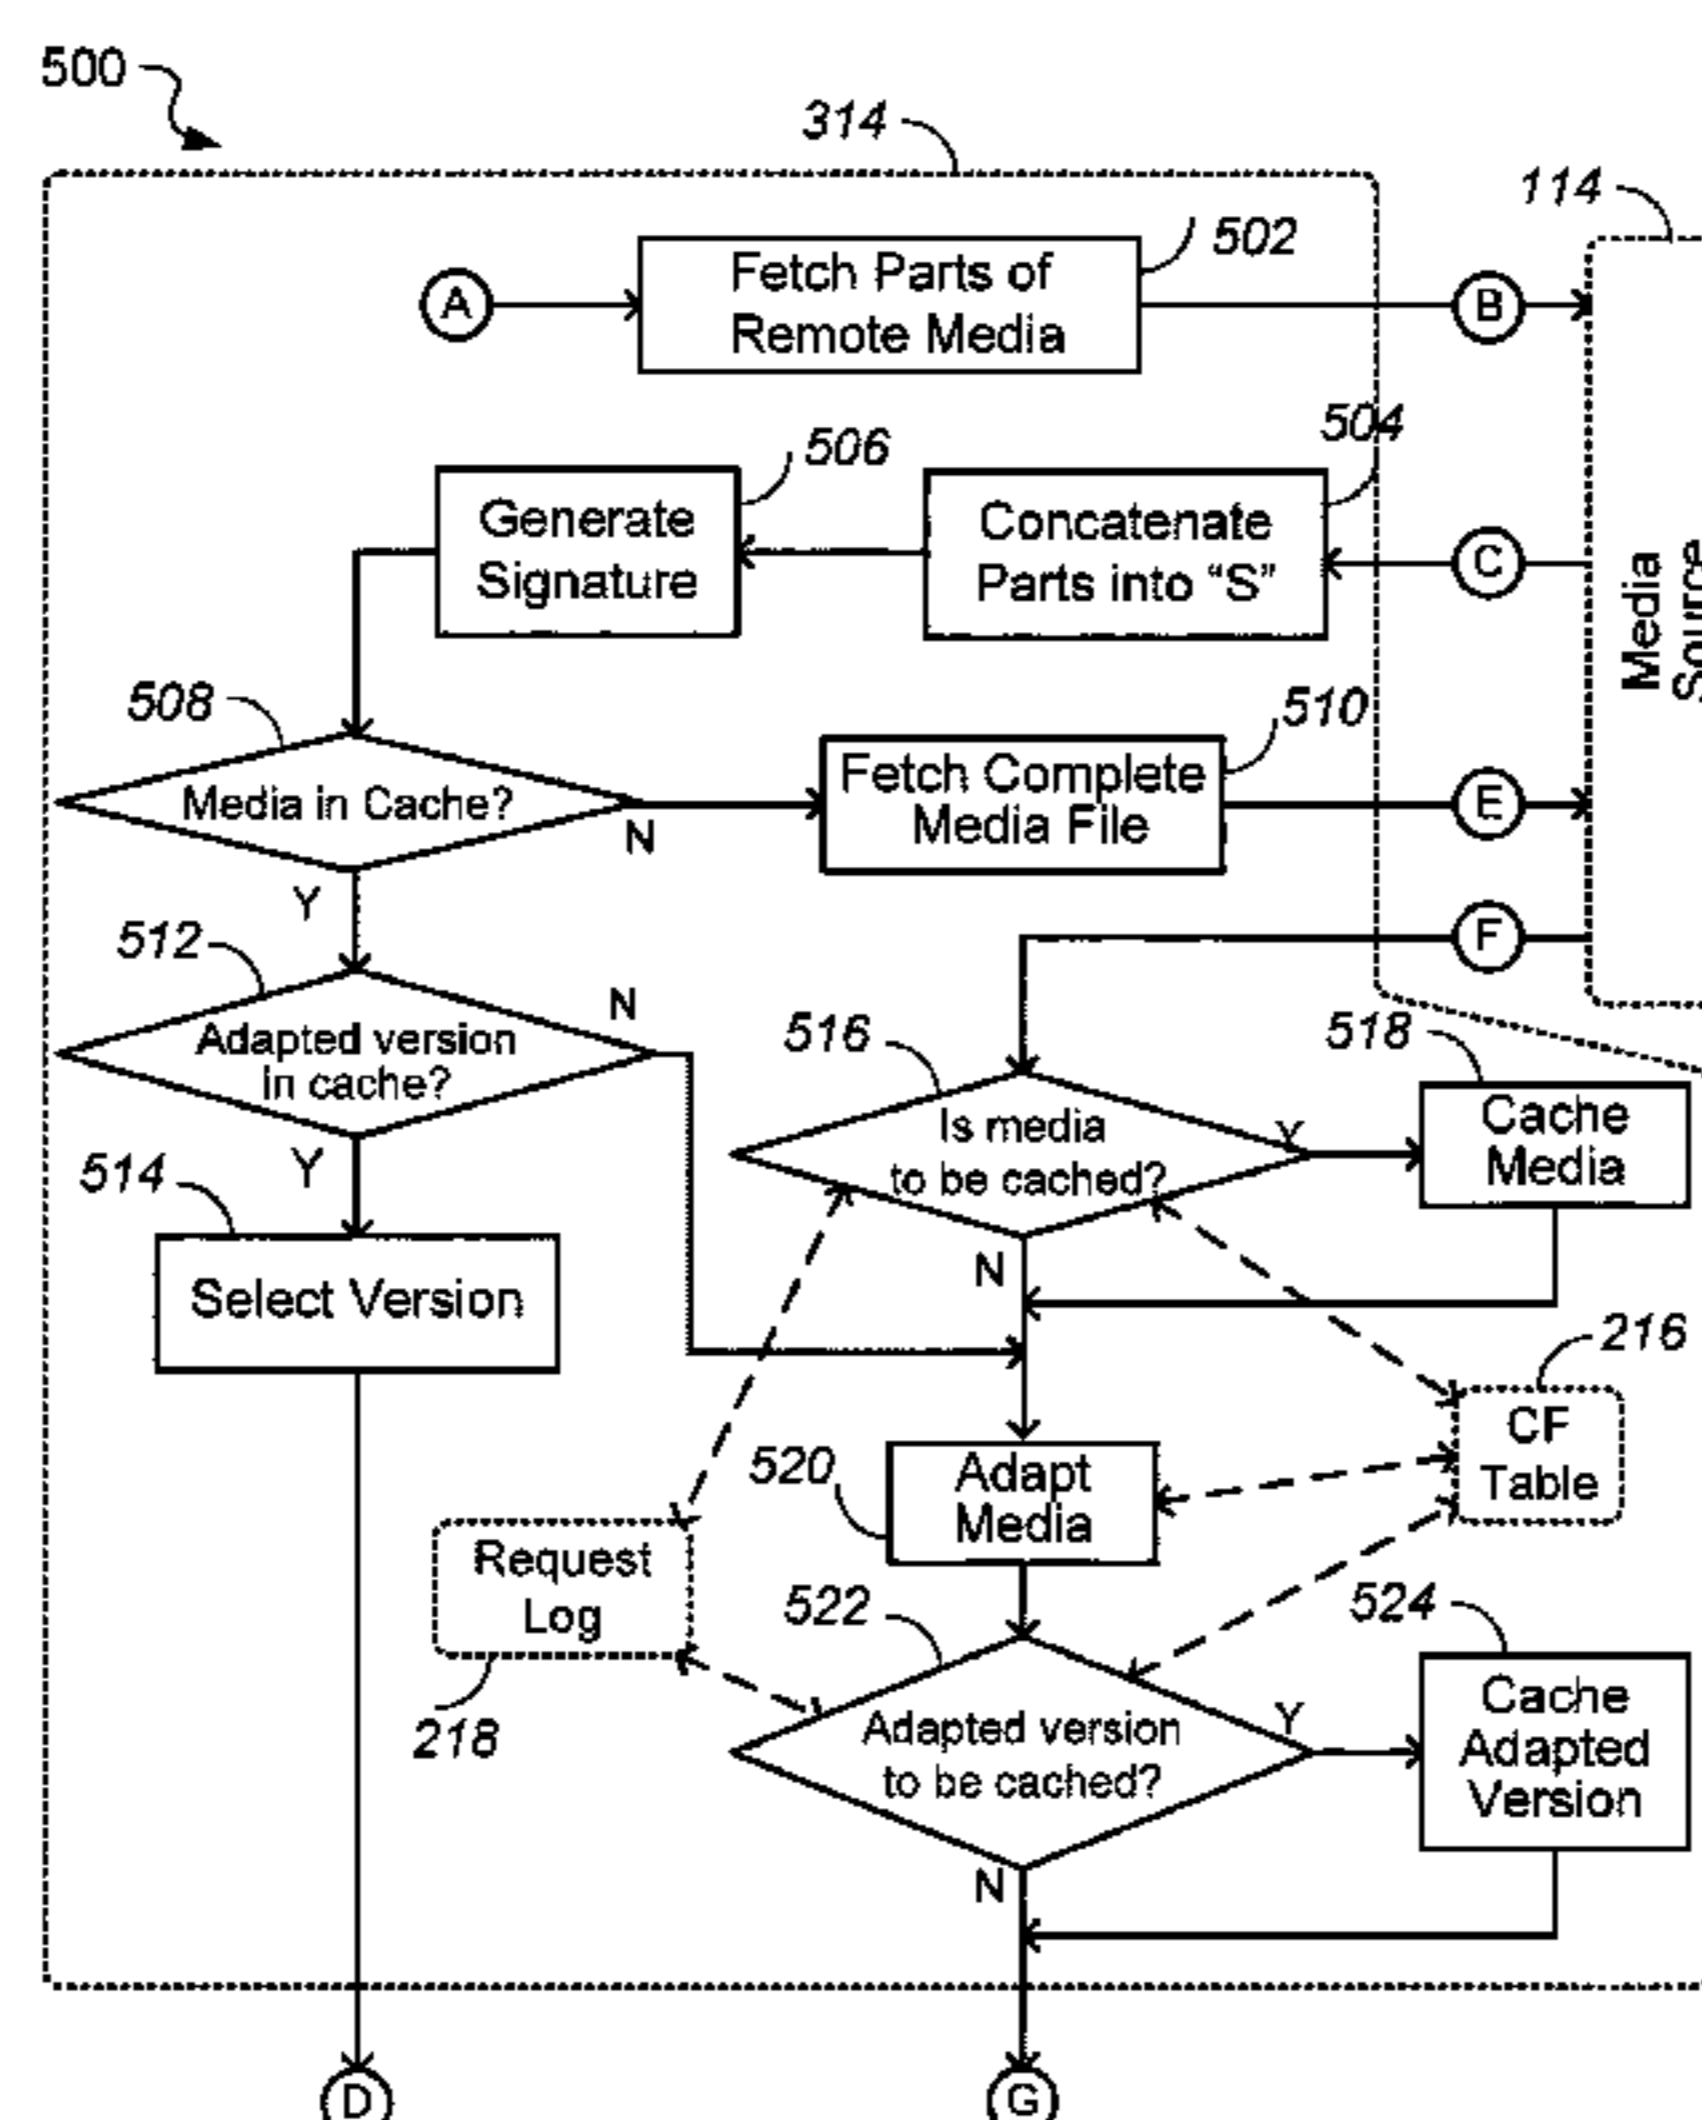 500
314
114
502
Fetch Parts of
Remote Media
A
B
504
506
Generate
Signature
Concatenate
Parts into “S”
C
Media
Source
508
510
Media in Cache?
N
Fetch Complete
Media File
E
Y
F
512
N
Adapted version
in cache?
516
518
Is media
to be cached?
Y
Cache
Media
Y
514
N
Select Version
216
CF
Table
520
Adapt
Media
Request
Log
218
522
524
Adapted version
to be cached?
Y
Cache
Adapted
Version
N
D
G